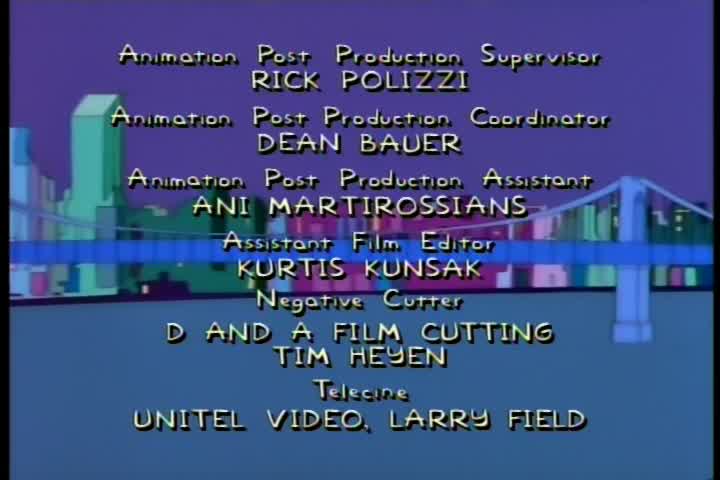 Animation Post Production Supervisor
RICK POLIZZI
Animation Post Production Coordinator
DEAN BAUER
Animation Post Production Assistant
ANI MARTIROSSIANS
Assistant Film Editor
KURTIS KUNSAK
Negative Cutter
D AND A FILM CUTTING
TIM HEYEN
Telecine
UNITEL VIDEO, LARRY FIELD